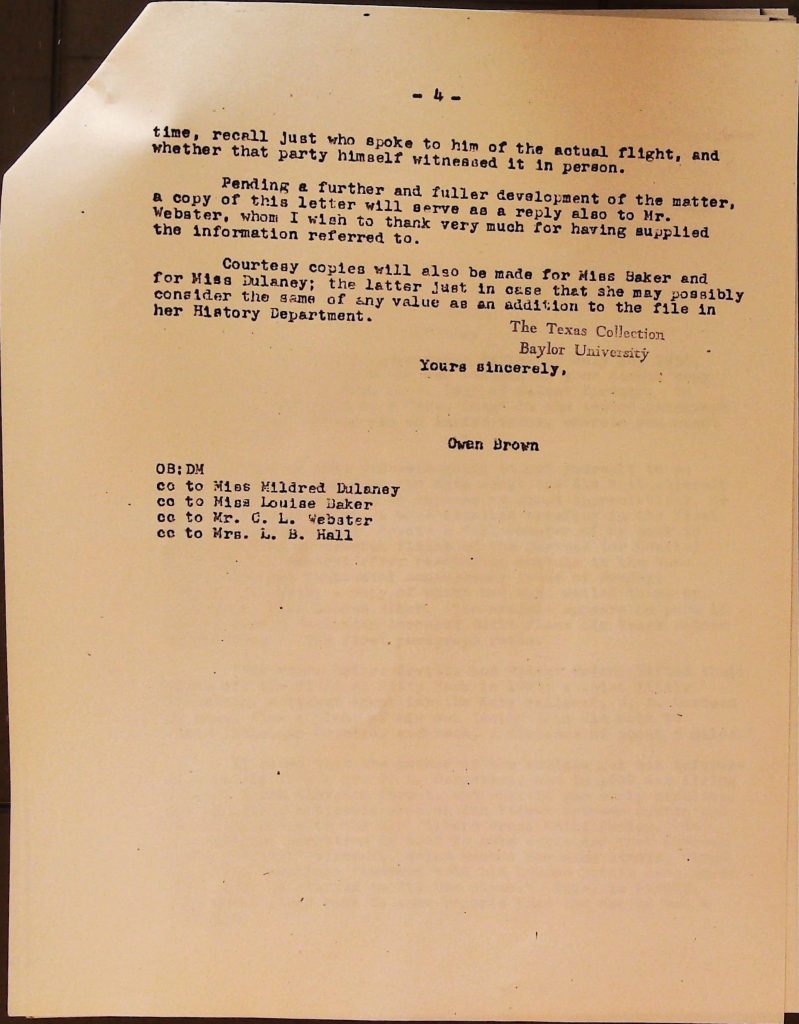 - 4 -
time, recall just who spoke to him of the actual flight, and
whether that party himself witnessed it in person.
Pending a further and fuller development of the matter,
a copy of this letter will serve as a reply also to Mr.
Webster, whom I wish to thank very much for having supplied
the information referred to.
Courtesy copies will also be made for Miss Baker and
for Miss Dulaney; the latter just in case that she may possibly
consider the same of any value as an addition to the file in
her History Department.
The Texas Collection
Baylor University
Yours sincerely,
Owen Brown
OB:DM
cc to Miss Mildred Dulaney
cc to Miss Louise Baker
cc to Mr. C. L. Webster
cc to Mrs. L. B. Hall